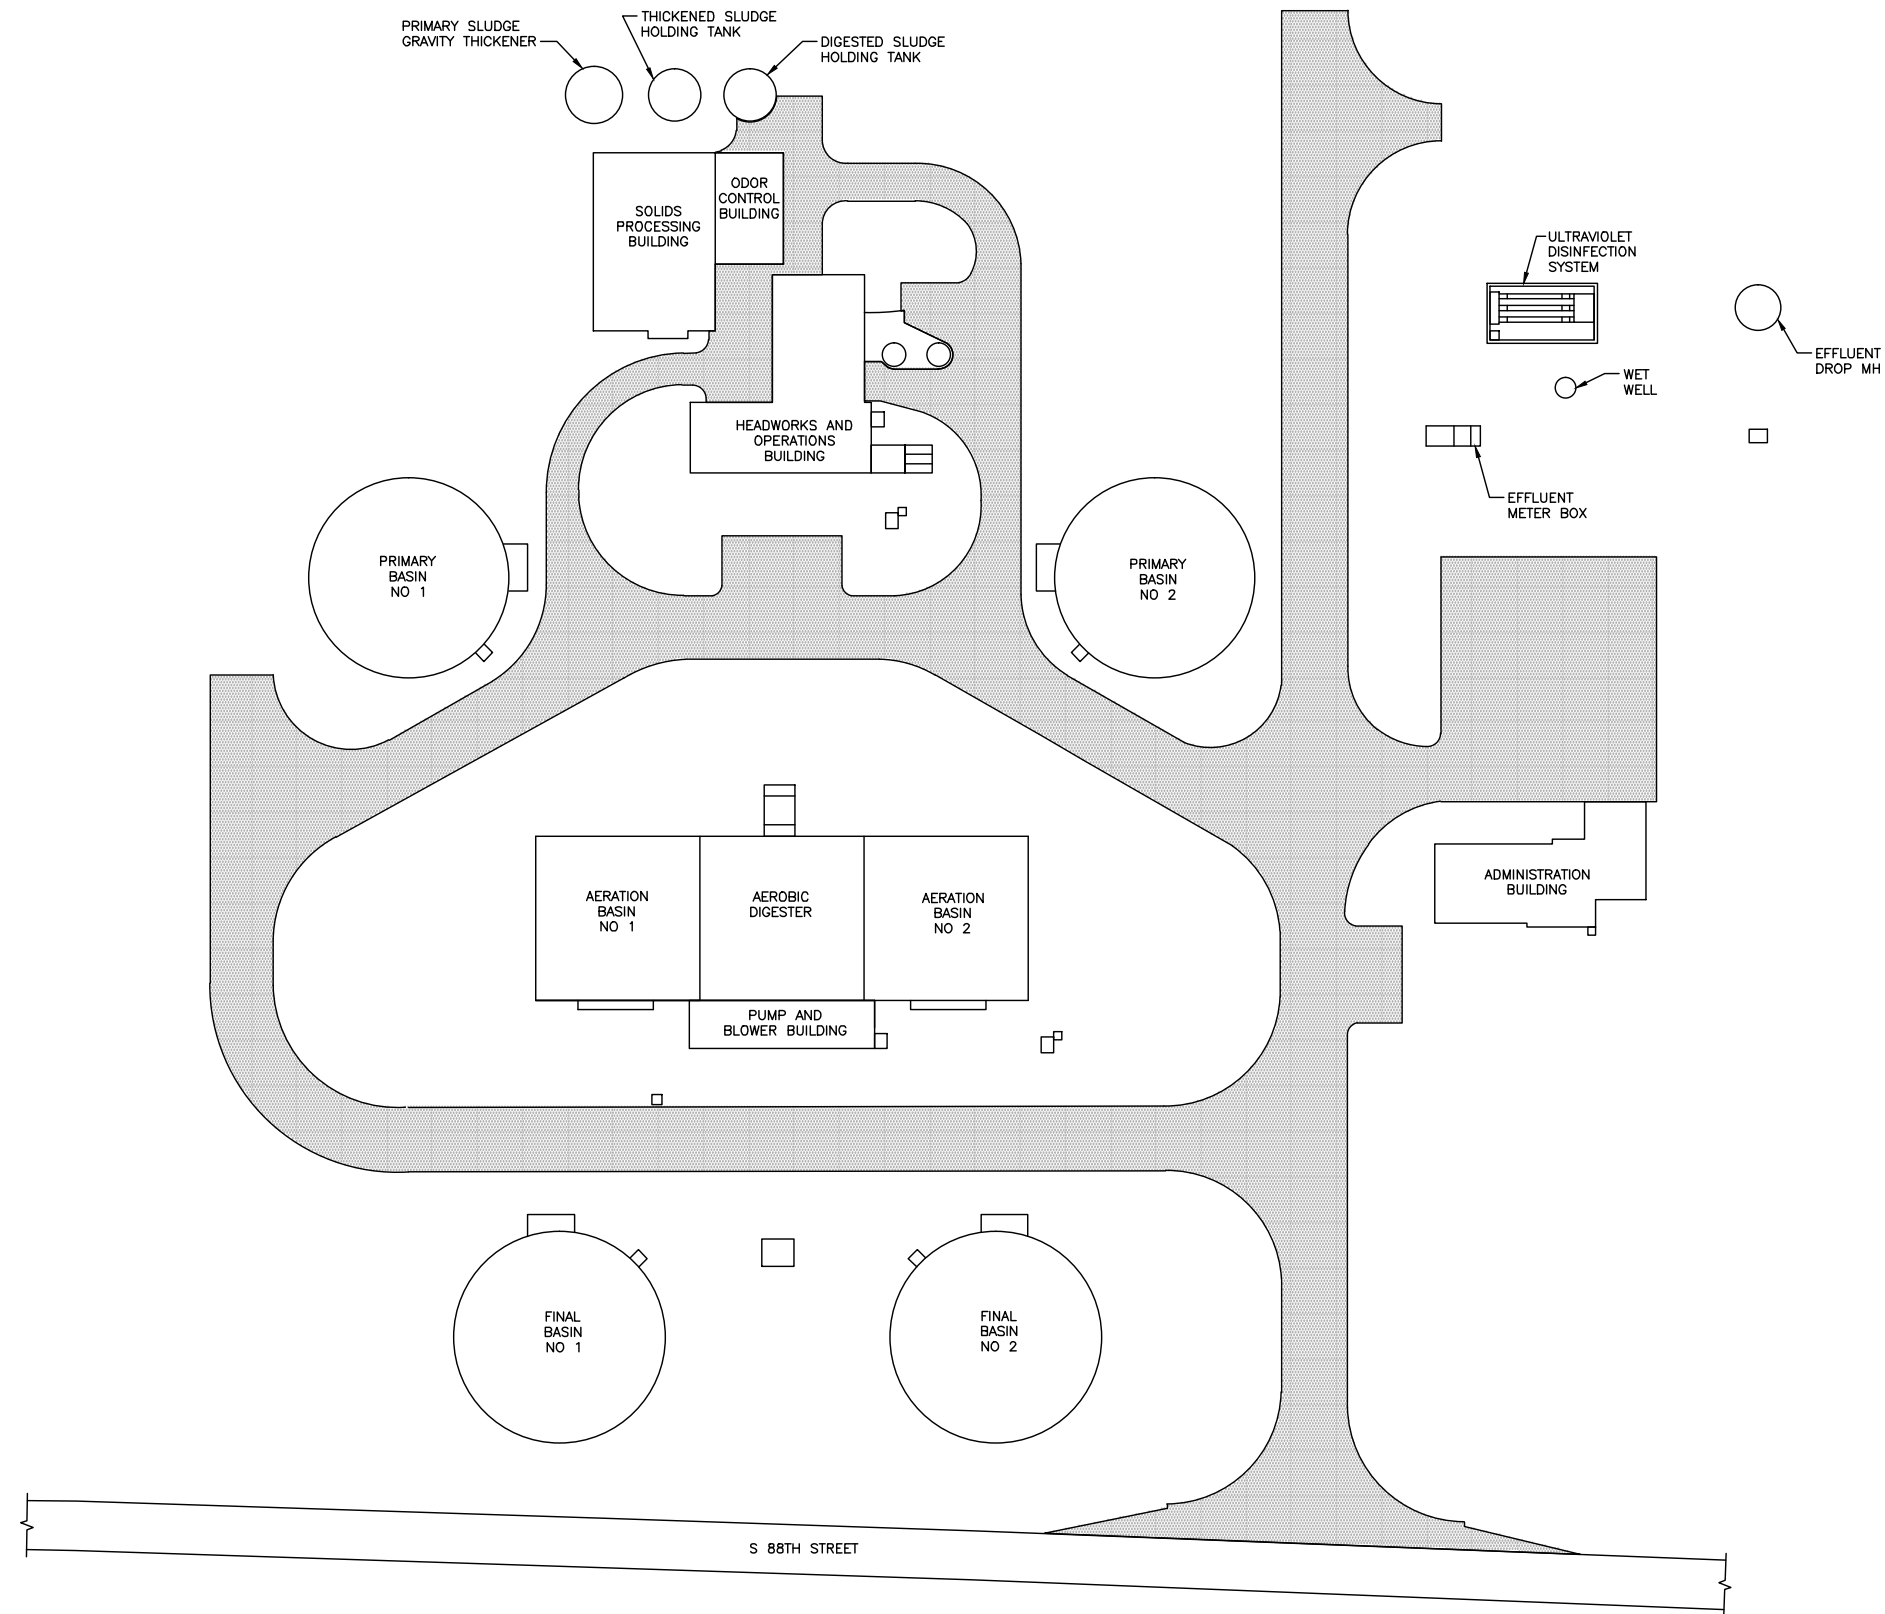 PRIMARY SLUDGE
GRAVITY THICKENER
THICKENED SLUDGE
HOLDING TANK
DIGESTED SLUDGE
HOLDING TANK
ODOR
CONTROL
BUILDING
SOLIDS
PROCESSING
BUILDING
ULTRAVIOLET
DISINFECTION
SYSTEM
EFFLUENT
DROP MH
WET
WELL
HEADWORKS AND
OPERATIONS
BUILDING
EFFLUENT
METER BOX
PRIMARY
BASIN
NO 1
PRIMARY
BASIN
NO 2
ADMINISTRATION
BUILDING
AERATION
BASIN
NO 1
AEROBIC
DIGESTER
AERATION
BASIN
NO 2
PUMP AND
BLOWER BUILDING
FINAL
BASIN
NO 1
FINAL
BASIN
NO 2
S 88TH STREET